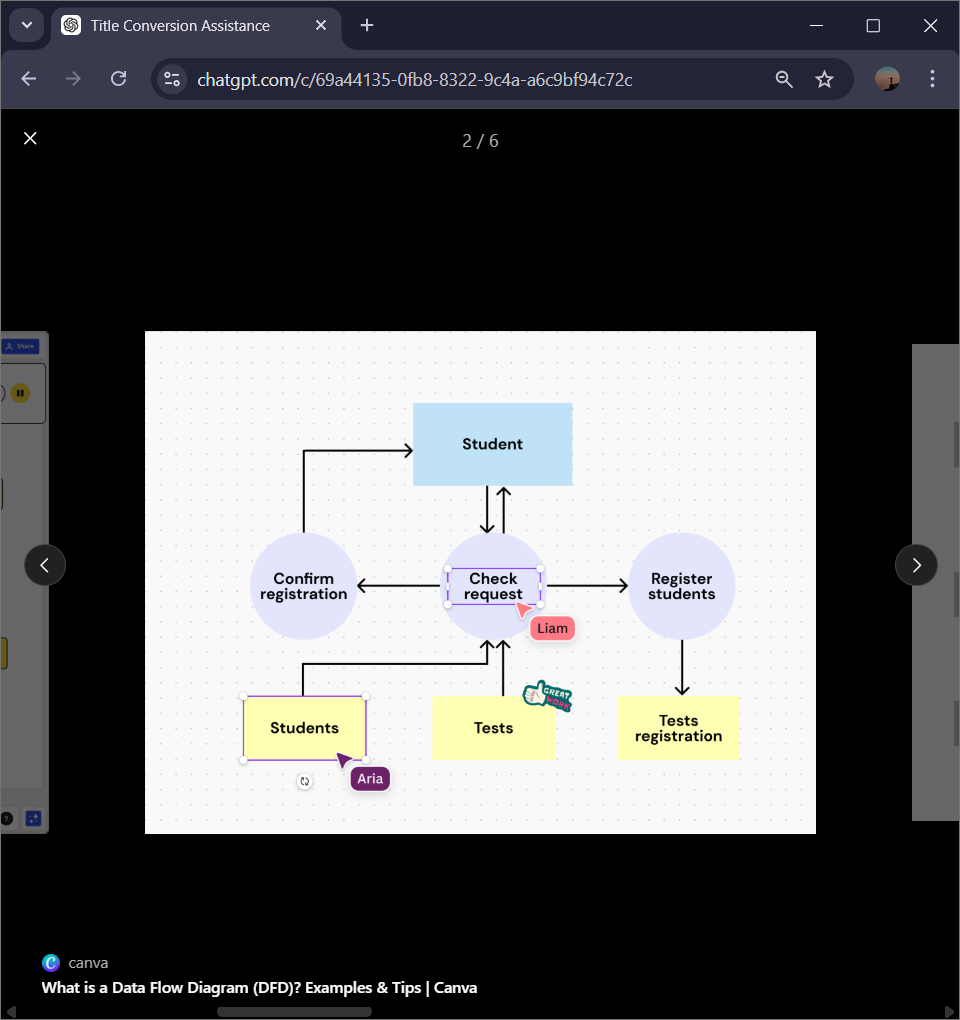 Title Conversion Assistance
chatgpt.com/c/69a44135-0fb8-8322-9c4a-a6c9bf94c72c
2 / 6
Share
Student
Confirm
registration
Check
request
Register
students
Liam
GREAT
WORK
Students
Tests
Tests
registration
Aria
?
canva
What is a Data Flow Diagram (DFD)? Examples & Tips | Canva